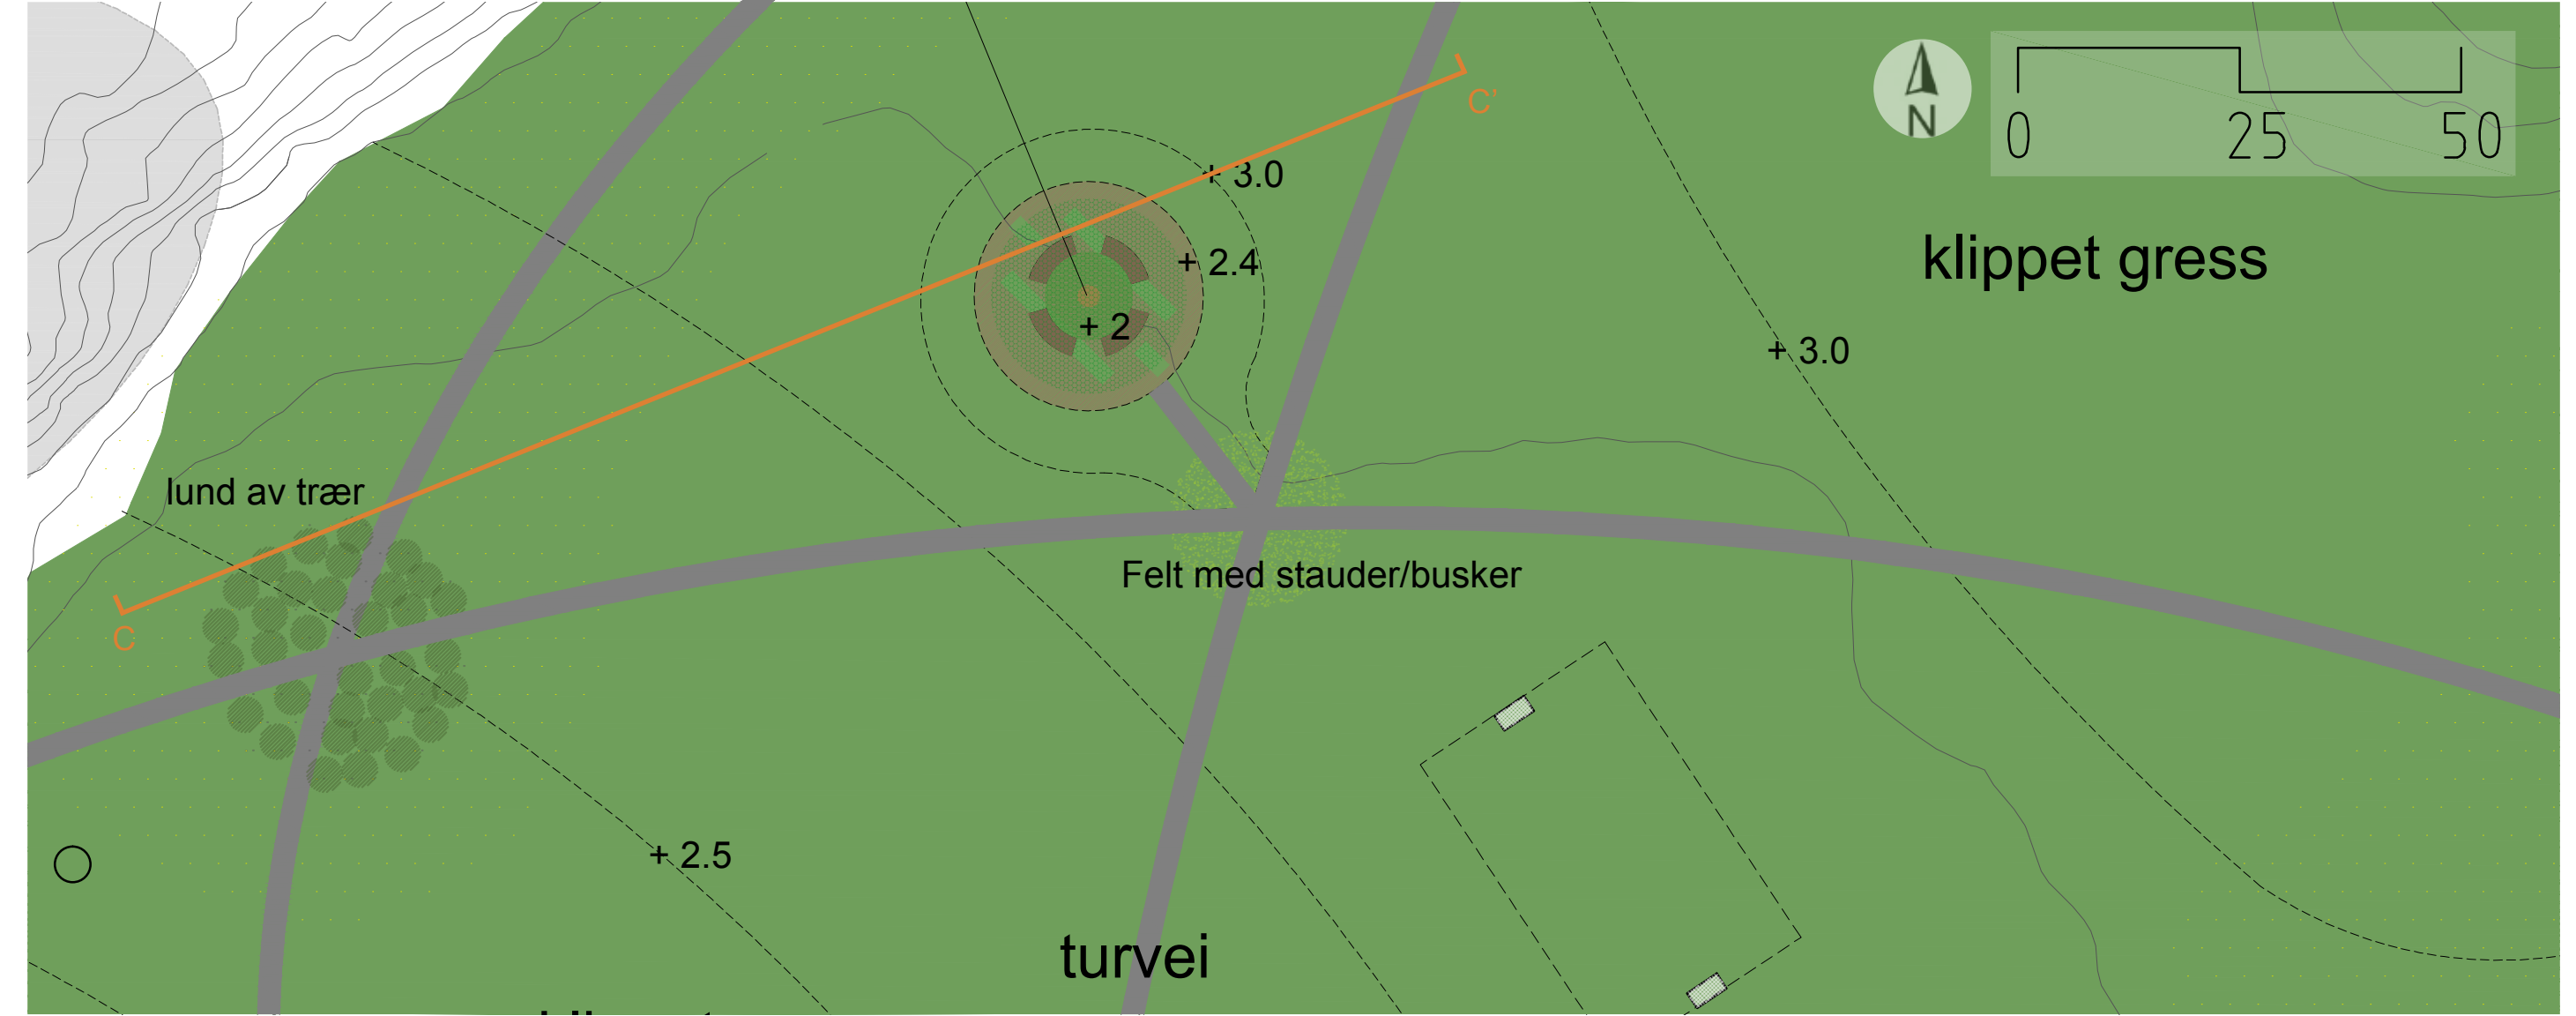 C'
N
0 25 50
+ 3.0
klippet gress
+ 2.4
+ 2
+ 3.0
lund av trær
Felt med stauder/busker
C
+ 2.5
turvei